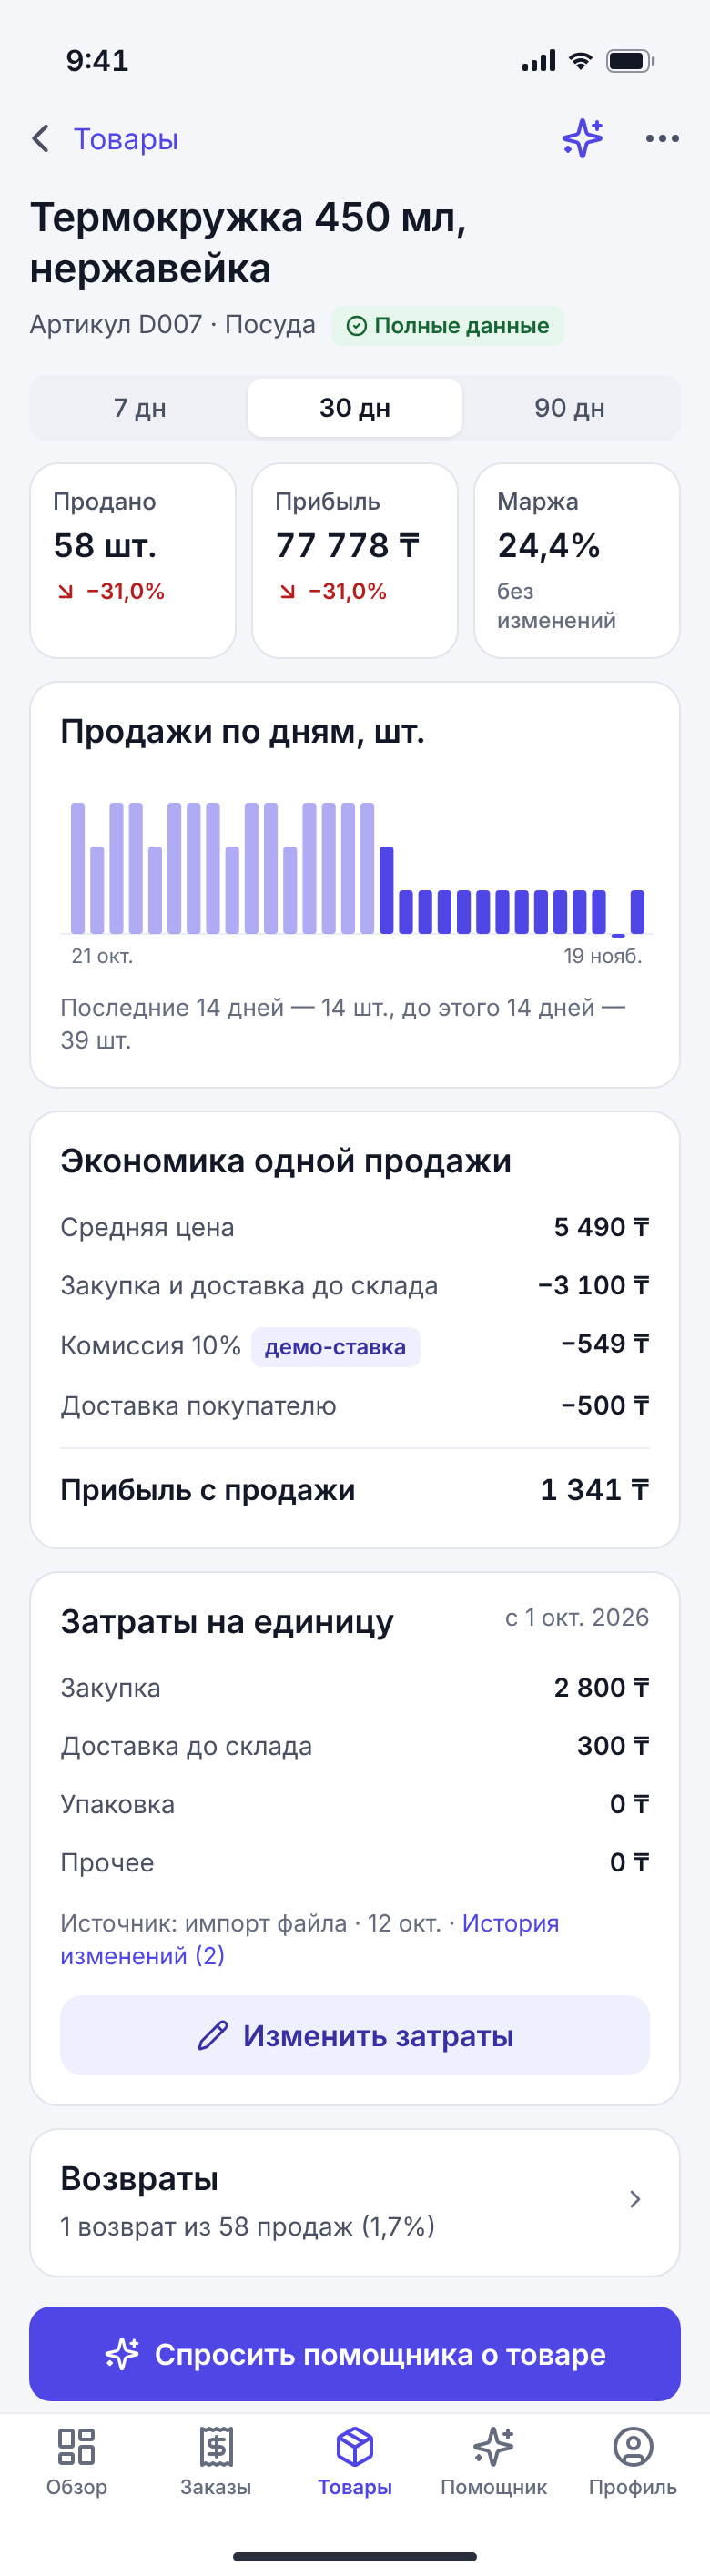 9:41
Товары
Термокружка 450 мл,
нержавейка
Артикул D007 · Посуда Полные данные
7 дн 30 дн 90 дн
Продано Прибыль Маржа
58 шт. 77 778 ₸ 24,4%
−31,0% −31,0% без
изменений
Продажи по дням, шт.
21 окт. 19 нояб.
Последние 14 дней — 14 шт., до этого 14 дней —
39 шт.
Экономика одной продажи
Средняя цена 5 490 ₸
Закупка и доставка до склада −3 100 ₸
Комиссия 10% демо-ставка −549 ₸
Доставка покупателю −500 ₸
Прибыль с продажи 1 341 ₸
Затраты на единицу с 1 окт. 2026
Закупка 2 800 ₸
Доставка до склада 300 ₸
Упаковка 0 ₸
Прочее 0 ₸
Источник: импорт файла · 12 окт. · История
изменений (2)
Изменить затраты
Возвраты
1 возврат из 58 продаж (1,7%)
Спросить помощника о товаре
Обзор Заказы Товары Помощник Профиль